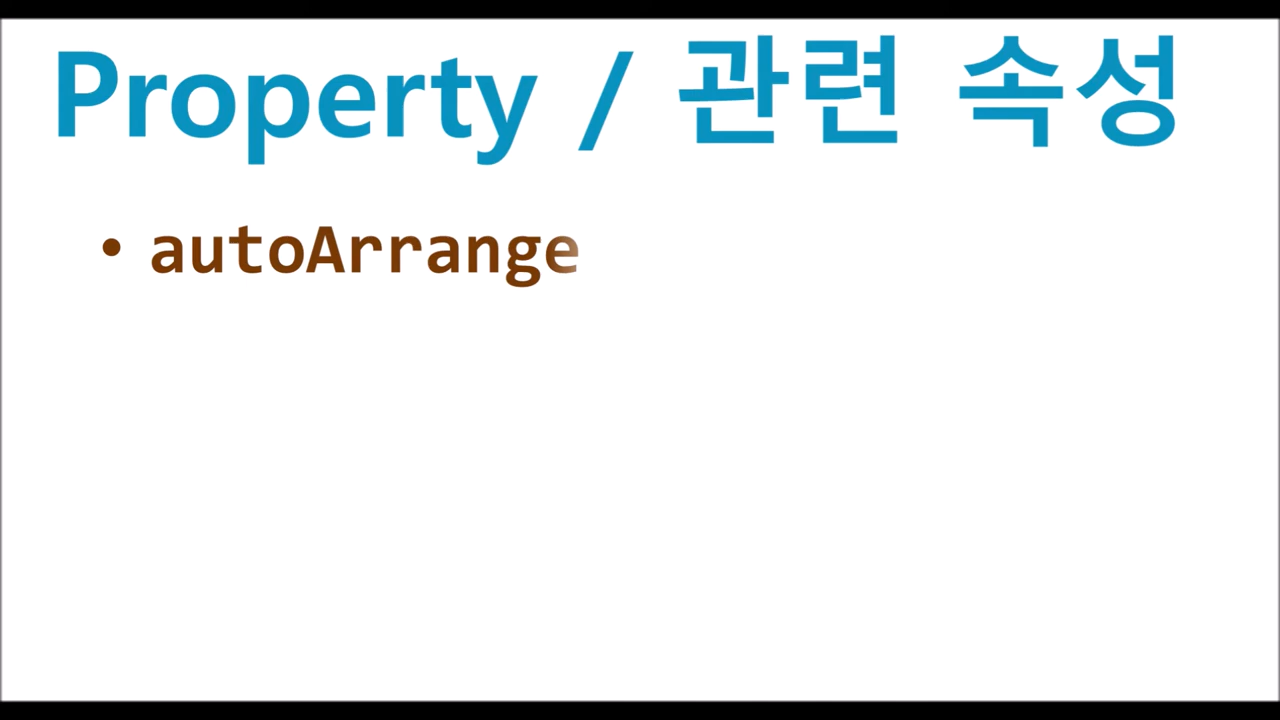 Property / 관련 속성
• autoArrange